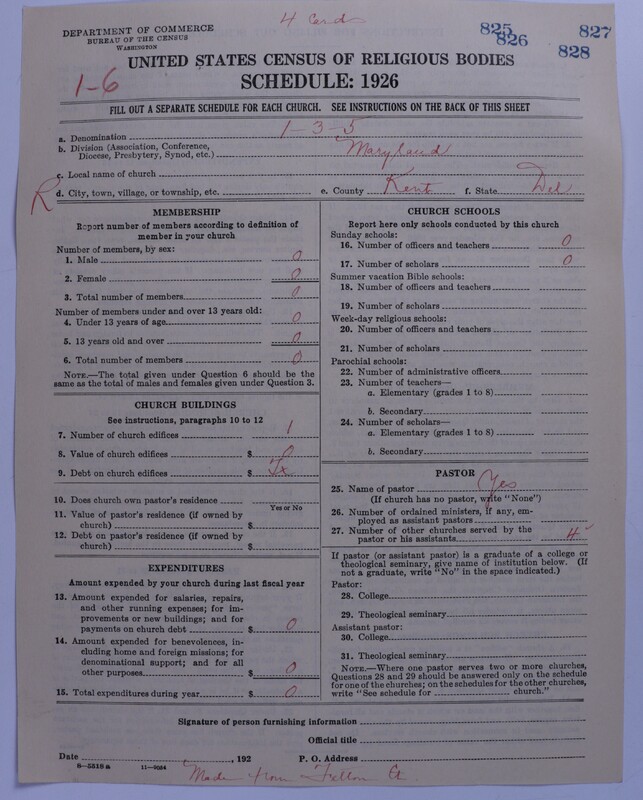 4 Cards
DEPARTMENT OF COMMERCE
BUREAU OF THE CENSUS
WASHINGTON
825
826
827
828
UNITED STATES CENSUS OF RELIGIOUS BODIES
1-6
SCHEDULE: 1926
FILL OUT A SEPARATE SCHEDULE FOR EACH CHURCH. SEE INSTRUCTIONS ON THE BACK OF THIS SHEET
a. Denomination 1-3-5
b. Division (Association, Conference,
Diocese, Presbytery, Synod, etc.) Maryland
c. Local name of church
R d. City, town, village, or township, etc. e. County Kent f. State Del
MEMBERSHIP
Report number of members according to definition of
member in your church
Number of members, by sex:
1. Male 0
2. Female 0
3. Total number of members 0
Number of members under and over 13 years old:
4. Under 13 years of age 0
5. 13 years old and over 0
6. Total number of members 0
NOTE.—The total given under Question 6 should be the
same as the total of males and females given under Question 3.
CHURCH BUILDINGS
See instructions, paragraphs 10 to 12
7. Number of church edifices 1
8. Value of church edifices $ 0
9. Debt on church edifices $
10. Does church own pastor's residence
Yes or No
11. Value of pastor's residence (if owned by
church) $
12. Debt on pastor's residence (if owned by
church) $
EXPENDITURES
Amount expended by your church during last fiscal year
13. Amount expended for salaries, repairs,
and other running expenses; for im-
provements or new buildings; and for
payments on church debt $ 0
14. Amount expended for benevolences, in-
cluding home and foreign missions; for
denominational support; and for all
other purposes $ 0
15. Total expenditures during year $ 0
CHURCH SCHOOLS
Report here only schools conducted by this church
Sunday schools:
16. Number of officers and teachers 0
17. Number of scholars 0
Summer vacation Bible schools:
18. Number of officers and teachers
19. Number of scholars
Week-day religious schools:
20. Number of officers and teachers
21. Number of scholars
Parochial schools:
22. Number of administrative officers
23. Number of teachers—
a. Elementary (grades 1 to 8)
b. Secondary
24. Number of scholars—
a. Elementary (grades 1 to 8)
b. Secondary
PASTOR
25. Name of pastor Yes
(If church has no pastor, write "None")
26. Number of ordained ministers, if any, em-
ployed as assistant pastors
27. Number of other churches served by the
pastor or his assistants 4
If pastor (or assistant pastor) is a graduate of a college or
theological seminary, give name of institution below. (If
not a graduate, write "No" in the space indicated.)
Pastor:
28. College
29. Theological seminary
Assistant pastor:
30. College
31. Theological seminary
NOTE.—Where one pastor serves two or more churches,
Questions 28 and 29 should be answered only on the schedule
for one of the churches; on the schedules for the other churches,
write "See schedule for church."
Signature of person furnishing information
Official title
Date , 192 P. O. Address
8-5518a 11-9034
Made from